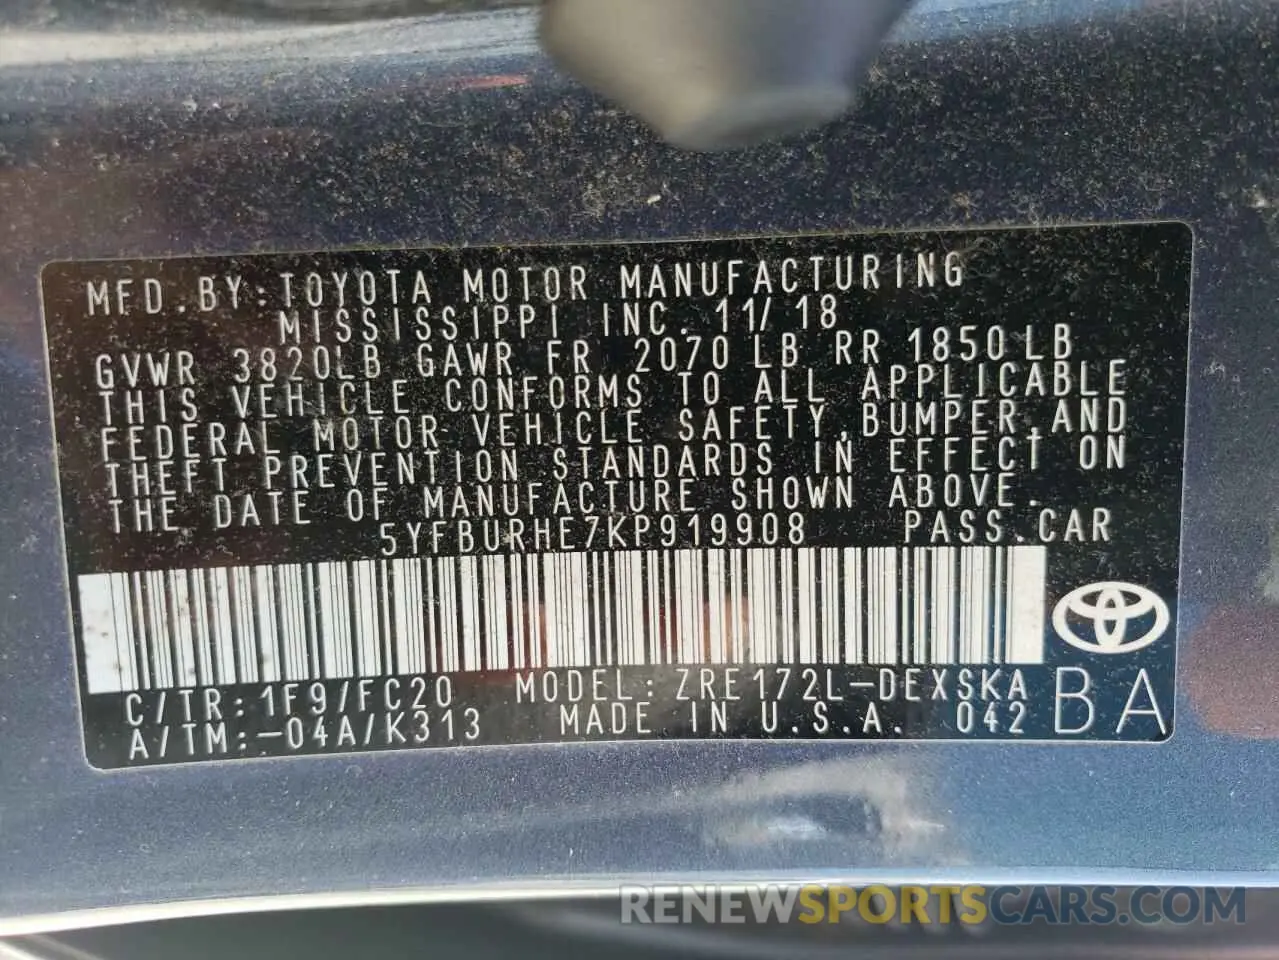 MFD.BY:TOYOTA MOTOR MANUFACTURING
MISSISSIPPI INC. 11/18
GVWR 3820LB GAWR FR 2070LB RR 1850LB
THIS VEHICLE CONFORMS TO ALL APPLICABLE
FEDERAL MOTOR VEHICLE SAFETY,BUMPER,AND
THEFT PREVENTION STANDARDS IN EFFECT ON
THE DATE OF MANUFACTURE SHOWN ABOVE.
5YFBURHE7KP919908 PASS.CAR
C/TR:1F9/FC20 MODEL:ZRE172L-DEXSKA
A/TM:-04A/K313 MADE IN U.S.A. 042 BA
RENEWSPORTSCARS.COM